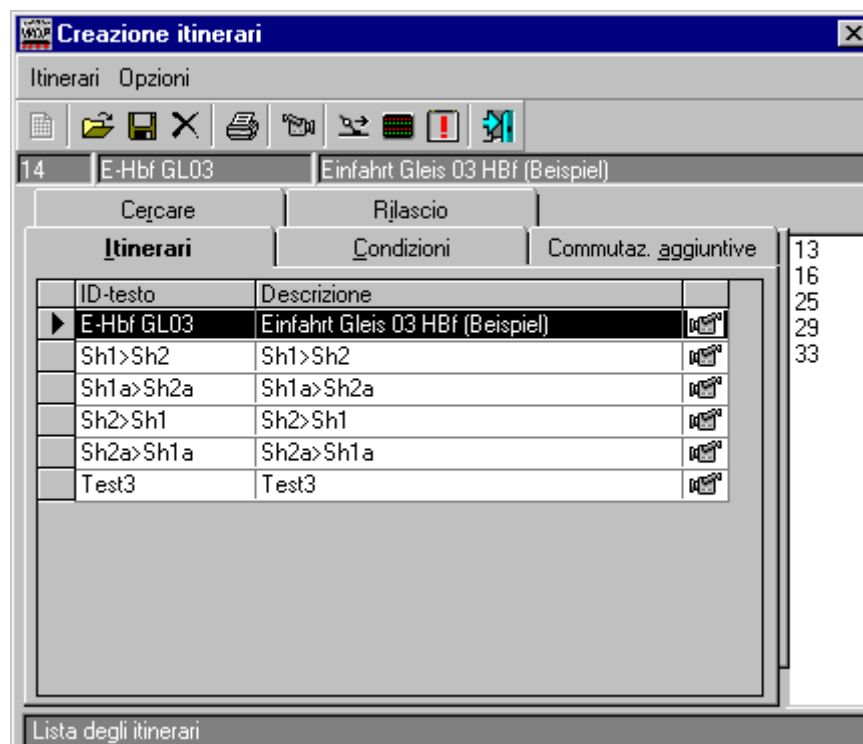 Creazione itinerari
Itinerari Opzioni
14 E-Hbf GL03 Einfahrt Gleis 03 HBf (Beispiel)
Cercare Rilascio
Itinerari Condizioni Commutaz. aggiuntive
ID-testo Descrizione
E-Hbf GL03 Einfahrt Gleis 03 HBf (Beispiel)
Sh1>Sh2 Sh1>Sh2
Sh1a>Sh2a Sh1a>Sh2a
Sh2>Sh1 Sh2>Sh1
Sh2a>Sh1a Sh2a>Sh1a
Test3 Test3
13
16
25
29
33
Lista degli itinerari